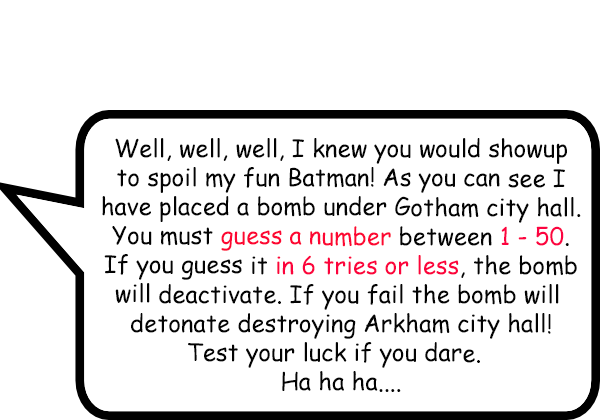 Well, well, well, I knew you would showup
to spoil my fun Batman! As you can see I
have placed a bomb under Gotham city hall.
You must guess a number between 1 - 50.
If you guess it in 6 tries or less, the bomb
will deactivate. If you fail the bomb will
detonate destroying Arkham city hall!
Test your luck if you dare.
Ha ha ha....